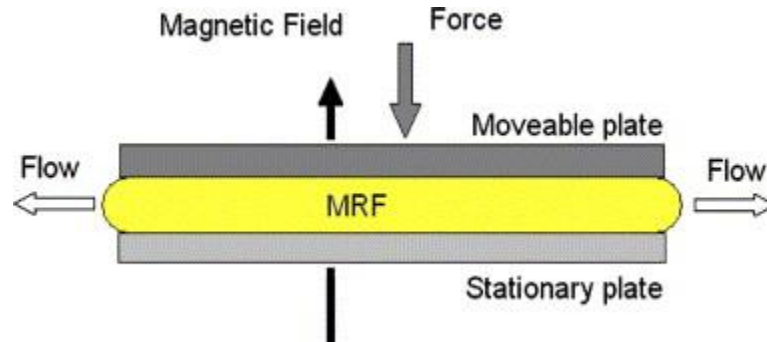 Magnetic Field
Force
Moveable plate
Flow
Flow
MRF
Stationary plate